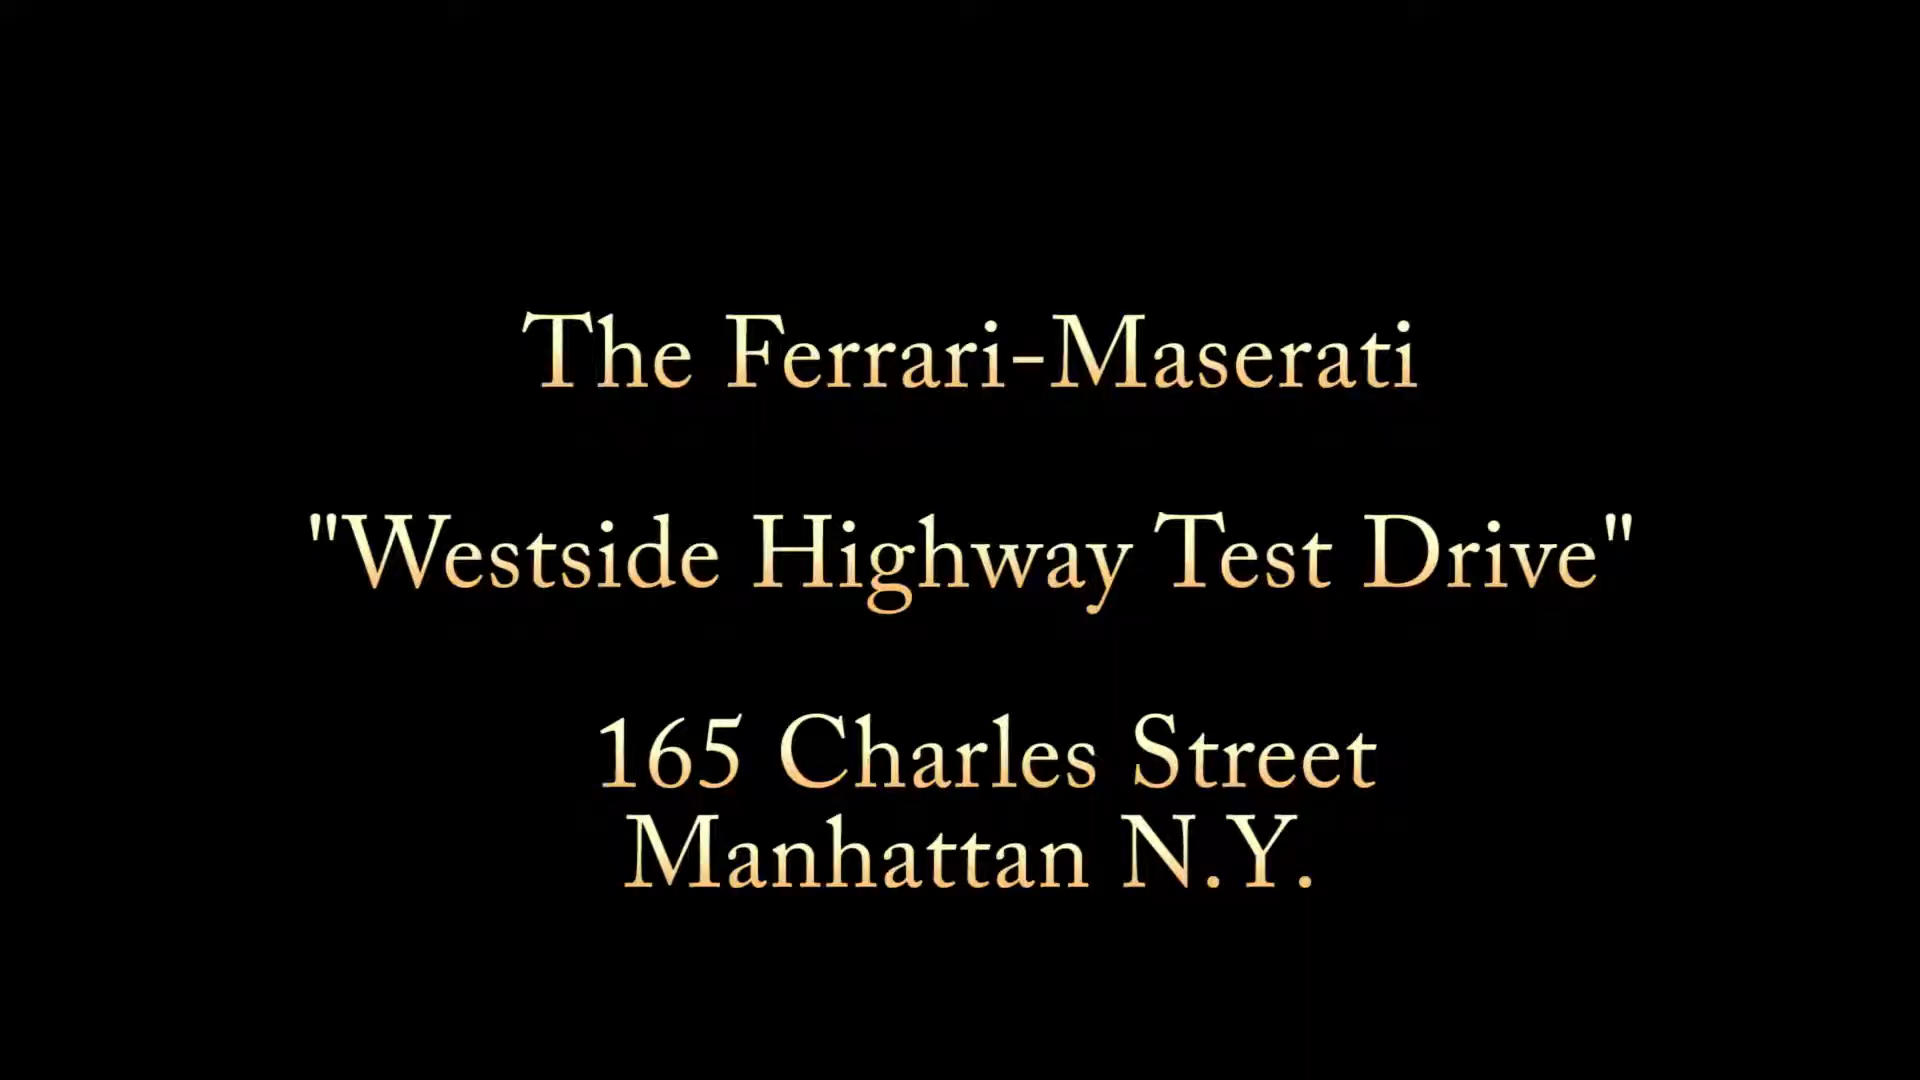 The Ferrari-Maserati
"Westside Highway Test Drive"
165 Charles Street
Manhattan N.Y.